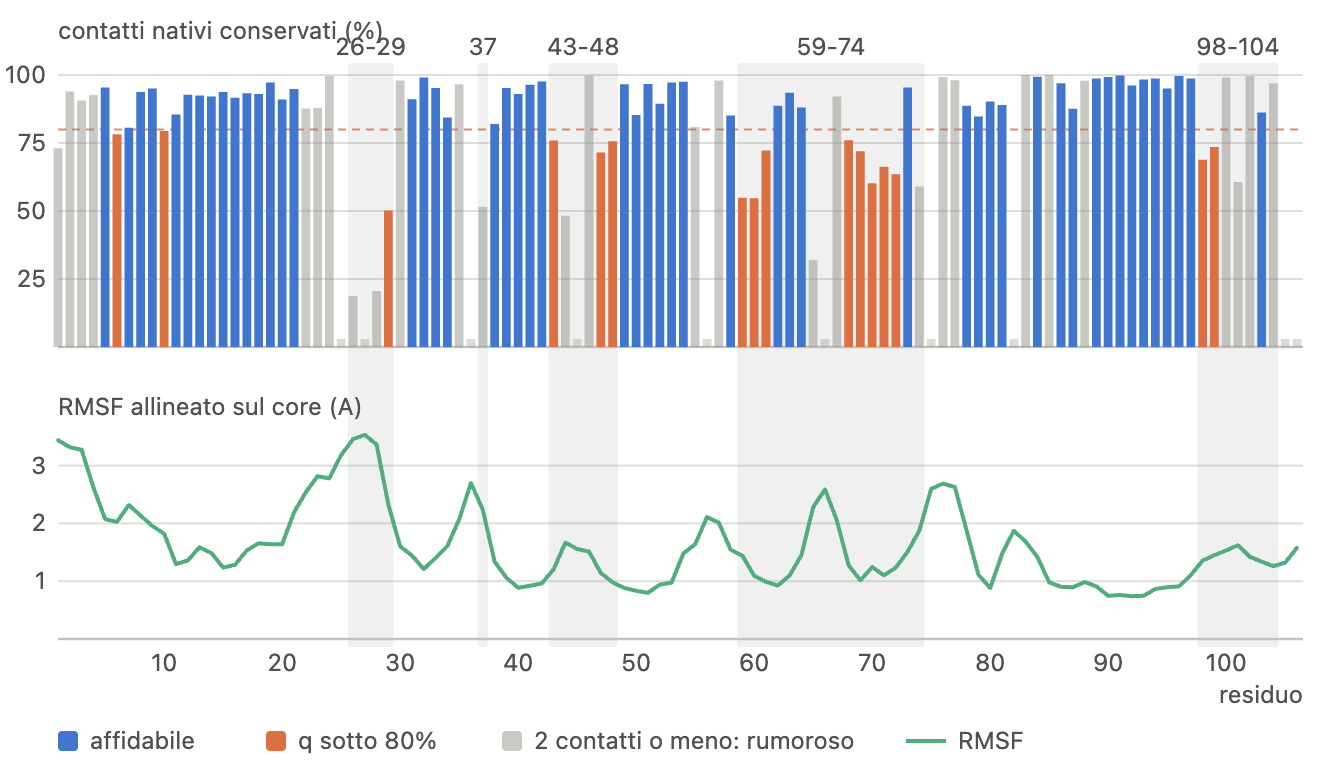 contatti nativi conservati (%)
26-29 37 43-48 59-74 98-104
100
75
50
25
RMSF allineato sul core (A)
3
2
1
10 20 30 40 50 60 70 80 90 100
residuo
affidabile q sotto 80% 2 contatti o meno: rumoroso RMSF